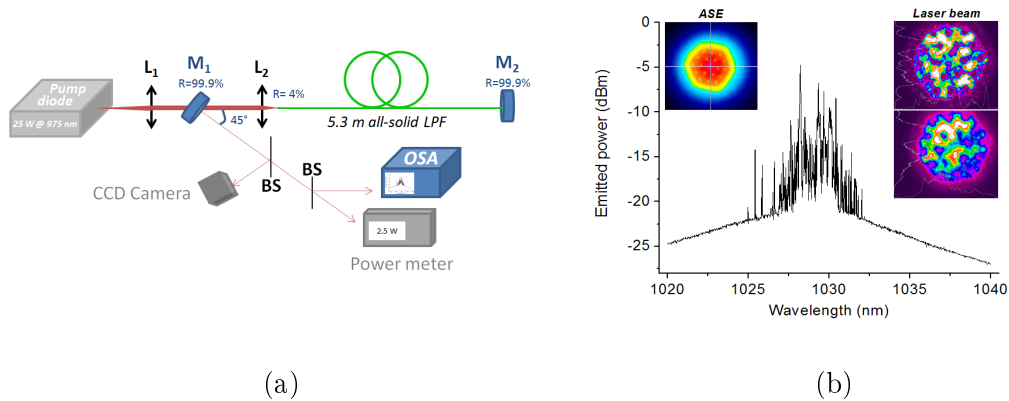 L1
M1
R=99.9%
L2
M2
R=99.9%
Pump
diode
25 W @ 975 nm
R= 4%
45°
5.3 m all-solid LPF
BS
BS
OSA
CCD Camera
2.5 W
Power meter
(a)
ASE
Laser beam
Emitted power (dBm)
0
-5
-10
-15
-20
-25
1020
1025
1030
1035
1040
Wavelength (nm)
(b)